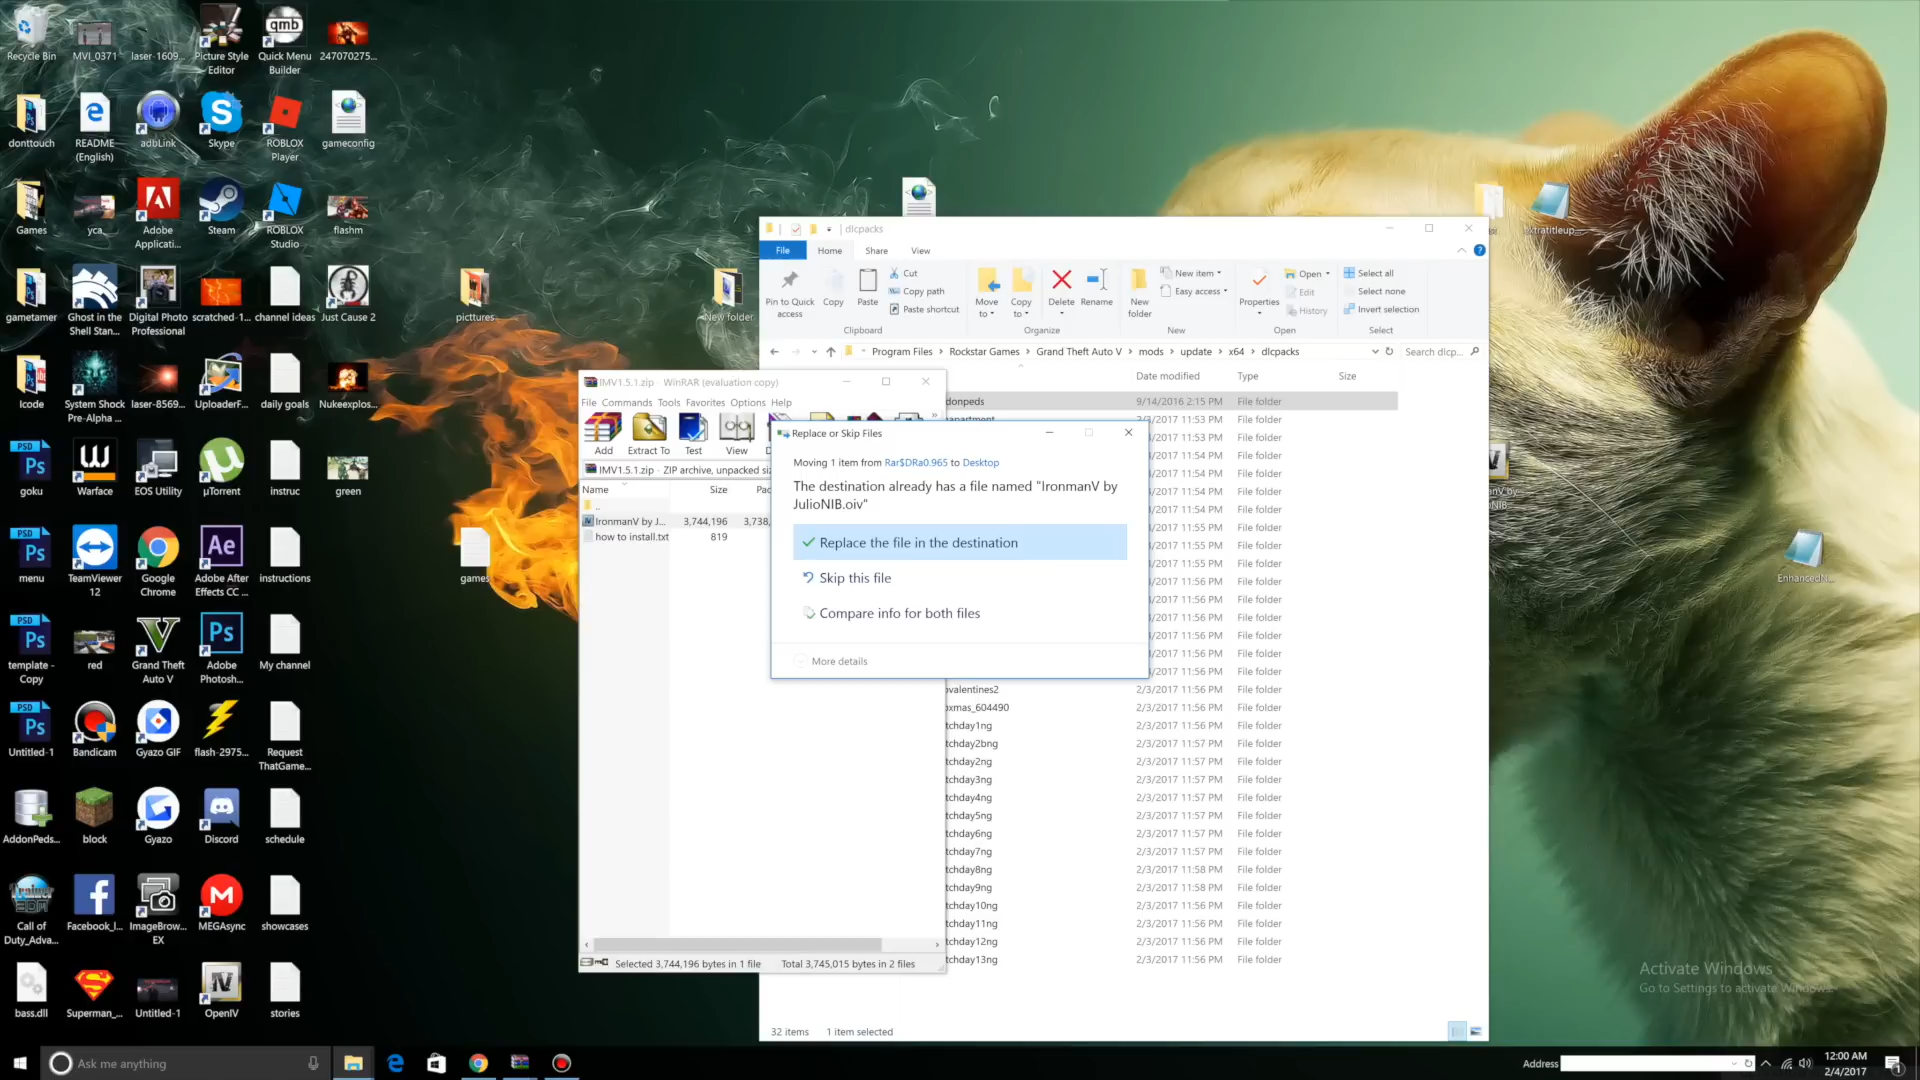 Recycle Bin
MVI_0371
laser-1609...
Picture Style Editor
Quick Menu Builder
247070275...
donttouch
README (English)
adbLink
Skype
ROBLOX Player
gameconfig
Games
yca
Adobe Applicati...
Steam
ROBLOX Studio
flashm
gametamer
Ghost in the Shell Stan...
Digital Photo Professional
scratched-1...
channel ideas
Just Cause 2
picttures
New folder
lcode
System Shock Pre-Alpha ...
laser-8569...
UploaderF...
daily goals
Nukeexplos...
goku
Warface
EOS Utility
µTorrent
instruc
green
menu
TeamViewer 12
Google Chrome
Adobe After Effects CC ...
instructions
games
template - Copy
red
Grand Theft Auto V
Adobe Photosh...
My channel
Untitled-1
Bandicam
Gyazo GIF
flash-2975...
Request ThatGame...
AddonPeds...
block
Gyazo
Discord
schedule
Call of Duty_Adva...
Facebook_l...
ImageBrow... EX
MEGAsync
showcases
bass.dll
Superman_...
Untitled-1
OpenIV
stories
EnhancedN...
dlcpacks
File Home Share View
Pin to Quick access
Copy
Paste
Cut
Copy path
Paste shortcut
Clipboard
Move to
Copy to
Delete
Rename
Organize
New folder
New item
Easy access
New
Properties
Open
Edit
History
Open
Select all
Select none
Invert selection
Select
Program Files > Rockstar Games > Grand Theft Auto V > mods > update > x64 > dlcpacks
Search dlcp...
Date modified Type Size
donpeds 9/14/2016 2:15 PM File folder
IMV1.5.1.zip - WinRAR (evaluation copy)
File Commands Tools Favorites Options Help
Add Extract To Test View
IMV1.5.1.zip - ZIP archive, unpacked siz
Name Size Pac
..
IronmanV by J... 3,744,196 3,738,
how to install.txt 819
Selected 3,744,196 bytes in 1 file Total 3,745,015 bytes in 2 files
Replace or Skip Files
Moving 1 item from Rar$DRa0.965 to Desktop
The destination already has a file named "IronmanV by
JulioNIB.oiv"
Replace the file in the destination
Skip this file
Compare info for both files
More details
valentines2 2/3/2017 11:56 PM File folder
xmas_604490 2/3/2017 11:56 PM File folder
tchday1ng 2/3/2017 11:56 PM File folder
tchday2bng 2/3/2017 11:57 PM File folder
tchday2ng 2/3/2017 11:57 PM File folder
tchday3ng 2/3/2017 11:57 PM File folder
tchday4ng 2/3/2017 11:57 PM File folder
tchday5ng 2/3/2017 11:57 PM File folder
tchday6ng 2/3/2017 11:57 PM File folder
tchday7ng 2/3/2017 11:57 PM File folder
tchday8ng 2/3/2017 11:58 PM File folder
tchday9ng 2/3/2017 11:58 PM File folder
tchday10ng 2/3/2017 11:56 PM File folder
tchday11ng 2/3/2017 11:56 PM File folder
tchday12ng 2/3/2017 11:56 PM File folder
tchday13ng 2/3/2017 11:56 PM File folder
32 items 1 item selected
Activate Windows
Go to Settings to activate Windows.
Ask me anything
Address
12:00 AM
2/4/2017